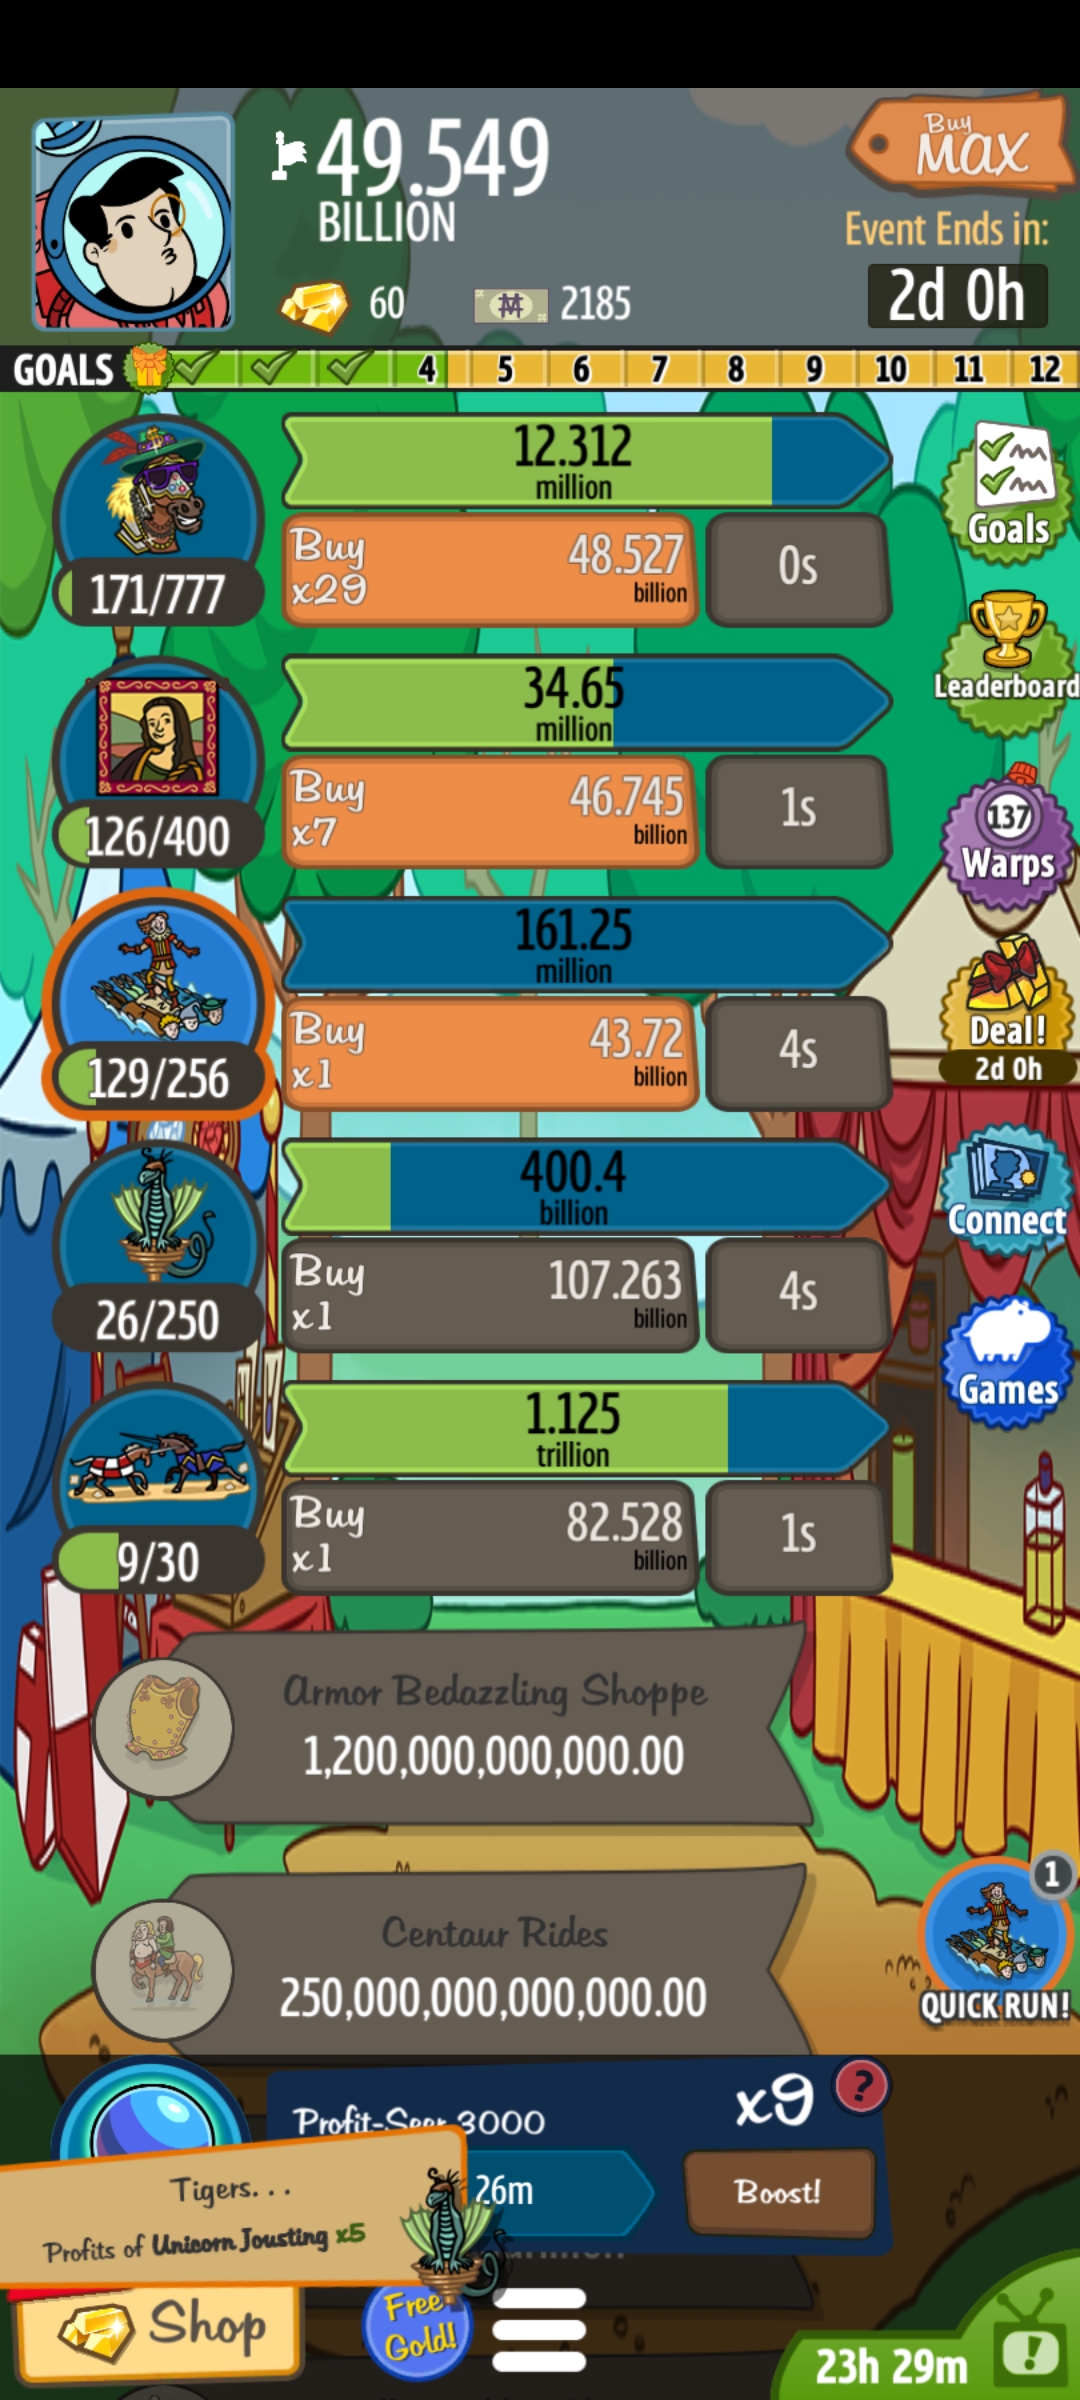 49.549
BILLION
Buy
MAX
Event Ends in:
2d 0h
60
2185
GOALS
4
5
6
7
8
9
10
11
12
12.312
million
Buy
x29
48.527
billion
0s
171/777
Goals
34.65
million
Buy
x7
46.745
billion
1s
126/400
Leaderboard
161.25
million
Buy
x1
43.72
billion
4s
129/256
137
Warps
Deal!
2d 0h
400.4
billion
Buy
x1
107.263
billion
4s
26/250
Connect
1.125
trillion
Buy
x1
82.528
billion
1s
9/30
Games
Armor Bedazzling Shoppe
1,200,000,000,000.00
Centaur Rides
250,000,000,000,000.00
1
QUICK RUN!
Profit-Seer 3000
x9
?
26m
Boost!
Tigers...
Profits of Unicorn Jousting x5
Shop
Free
Gold!
23h 29m
!